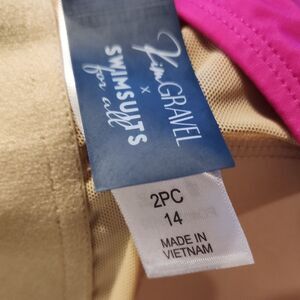 Kim
GRAVEL
x
SWIMSUITS
for all
2PC
14
MADE IN
VIETNAM